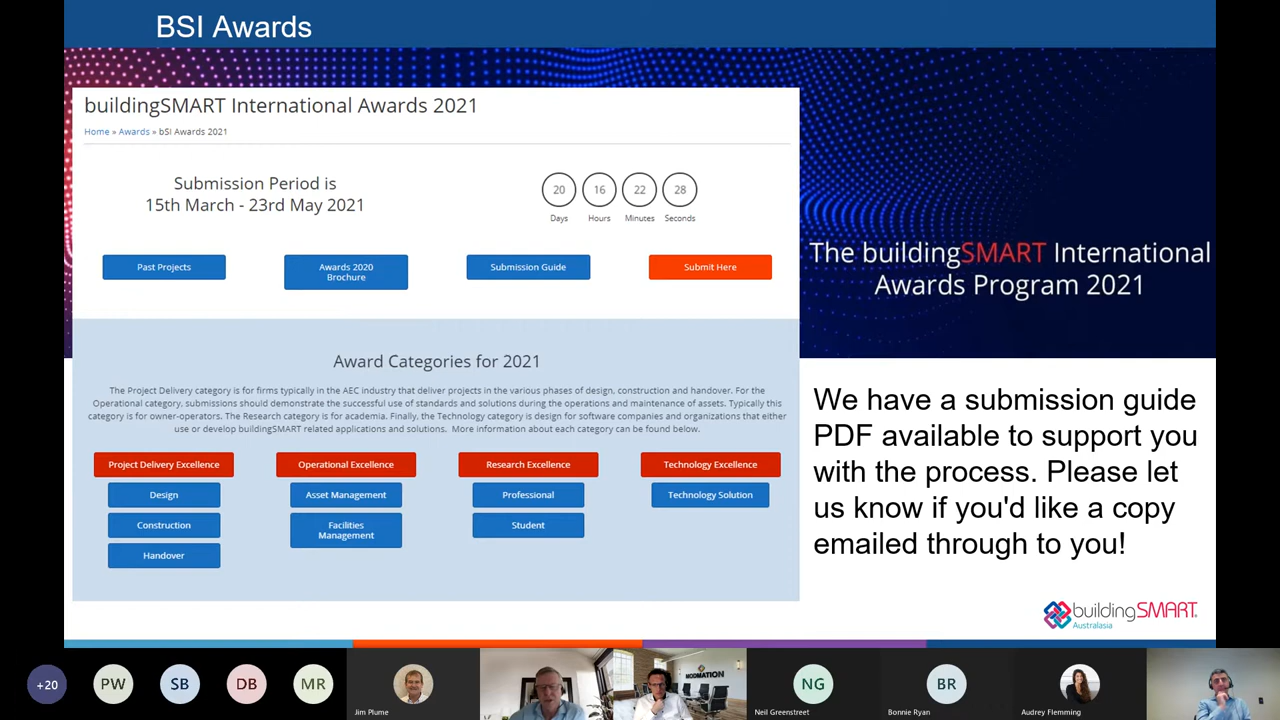 BSI Awards
buildingSMART International Awards 2021
Home » Awards » bSI Awards 2021
Submission Period is
15th March - 23rd May 2021
20
16
22
28
Days
Hours
Minutes
Seconds
Past Projects
Awards 2020
Brochure
Submission Guide
Submit Here
The buildingSMART International
Awards Program 2021
Award Categories for 2021
The Project Delivery category is for firms typically in the AEC industry that deliver projects in the various phases of design, construction and handover. For the
Operational category, submissions should demonstrate the successful use of standards and solutions during the operations and maintenance of assets. Typically this
category is for owner-operators. The Research category is for academia. Finally, the Technology category is design for software companies and organizations that either
use or develop buildingSMART related applications and solutions. More information about each category can be found below.
Project Delivery Excellence
Design
Construction
Handover
Operational Excellence
Asset Management
Facilities
Management
Research Excellence
Professional
Student
Technology Excellence
Technology Solution
We have a submission guide
PDF available to support you
with the process. Please let
us know if you'd like a copy
emailed through to you!
buildingSMART
Australasia
+20
PW
SB
DB
MR
Jim Plume
MODMATION
NG
Neil Greenstreet
BR
Bonnie Ryan
Audrey Flemming